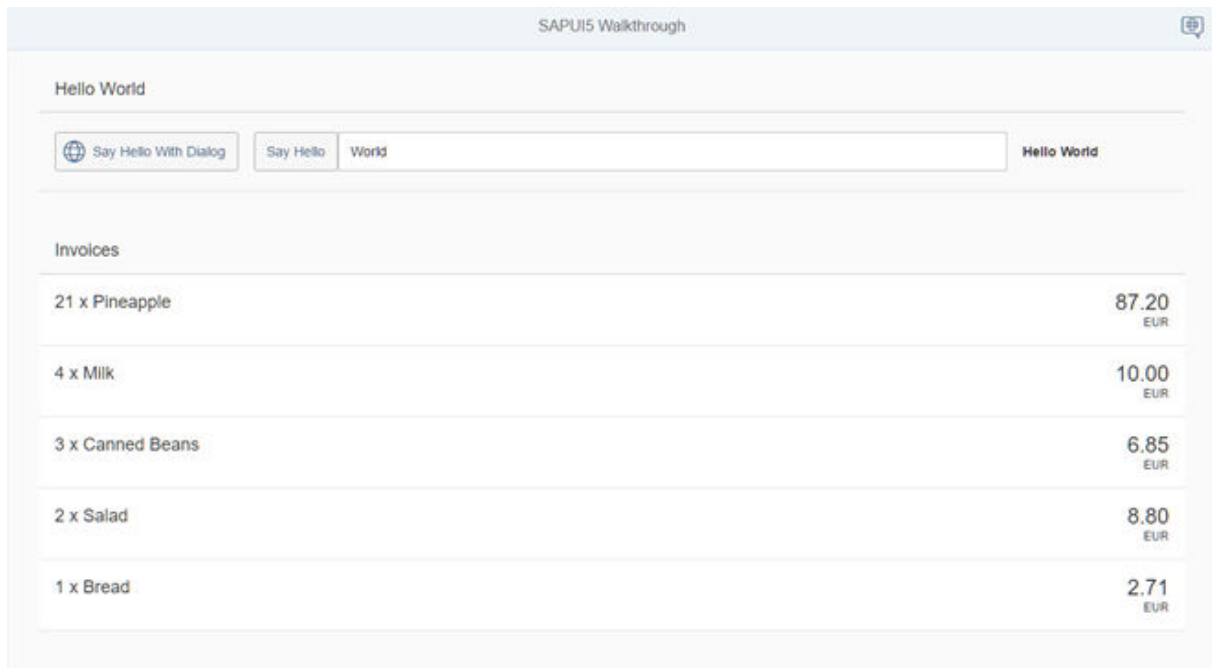 SAPUI5 Walkthrough
Hello World
Say Hello With Dialog
Say Hello
World
Hello World
Invoices
21 x Pineapple
87.20
EUR
4 x Milk
10.00
EUR
3 x Canned Beans
6.85
EUR
2 x Salad
8.80
EUR
1 x Bread
2.71
EUR